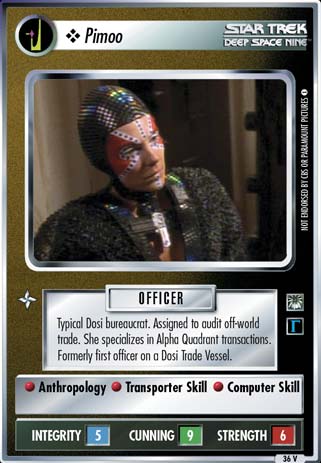 ❖ Pimoo
STAR TREK
DEEP SPACE NINE
NOT ENDORSED BY CBS OR PARAMOUNT PICTURES
OFFICER
Typical Dosi bureaucrat. Assigned to audit off-world
trade. She specializes in Alpha Quadrant transactions.
Formerly first officer on a Dosi Trade Vessel.
Anthropology Transporter Skill Computer Skill
INTEGRITY 5 CUNNING 9 STRENGTH 6
36 V